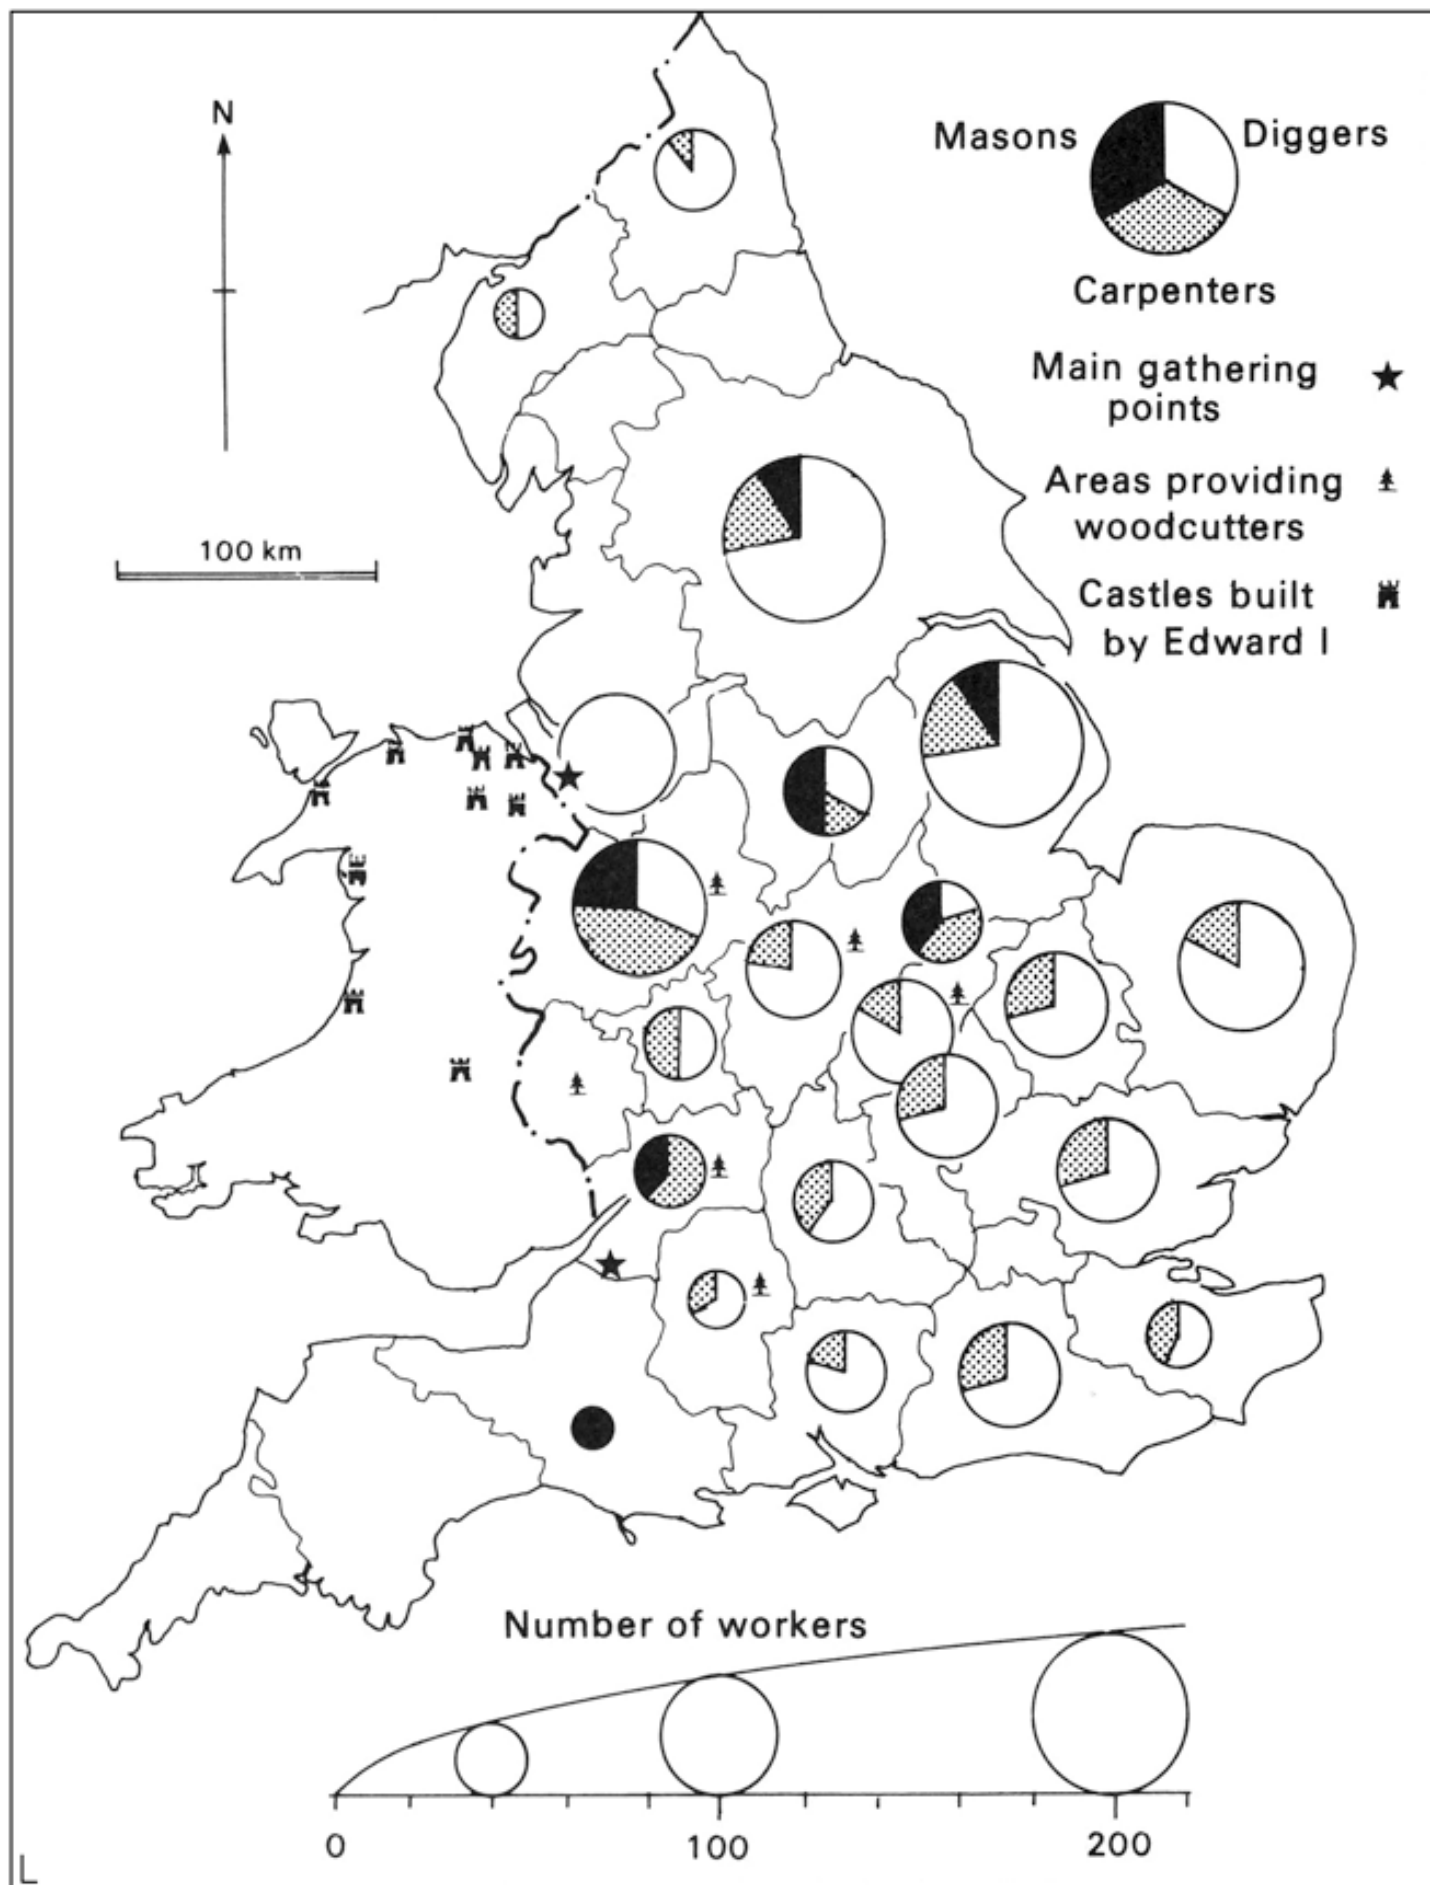 N
Masons
Diggers
Carpenters
Main gathering
points
Areas providing
woodcutters
Castles built
by Edward I
100 km
Number of workers
0
100
200